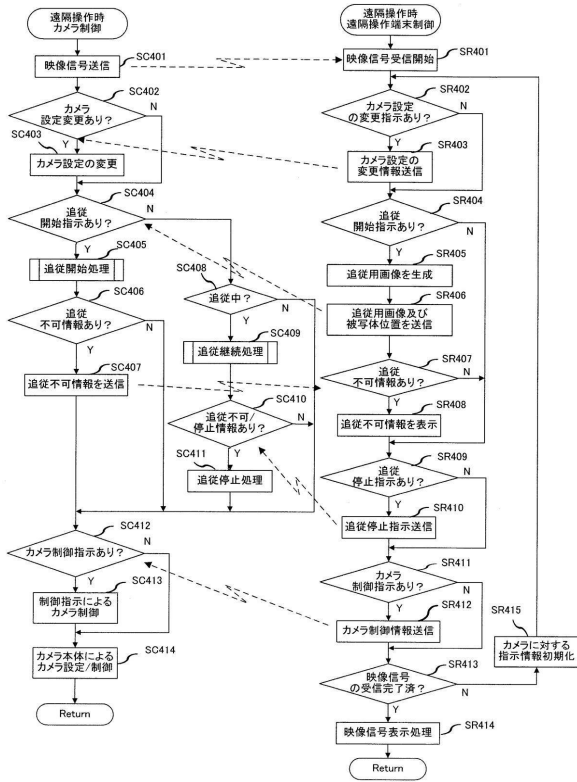 遠隔操作時
カメラ制御
映像信号送信
SC401
SC402
カメラ
設定変更あり?
N
Y
SC403
カメラ設定の変更
SC404
追従
開始指示あり?
N
Y
SC405
追従開始処理
SC406
追従
不可情報あり?
N
Y
SC407
追従不可情報を送信
SC408
追従中?
N
Y
SC409
追従継続処理
SC410
追従不可/
停止情報あり?
N
Y
SC411
追従停止処理
SC412
カメラ制御指示あり?
N
Y
SC413
制御指示による
カメラ制御
カメラ本体による
カメラ設定/制御
SC414
Return
遠隔操作時
遠隔操作端末制御
SR401
映像信号受信開始
SR402
カメラ設定
の変更指示あり?
N
Y
SR403
カメラ設定の
変更情報送信
SR404
追従
開始指示あり?
N
Y
SR405
追従用画像を生成
SR406
追従用画像及び
被写体位置を送信
SR407
追従
不可情報あり?
N
Y
SR408
追従不可情報を表示
SR409
追従
停止指示あり?
N
Y
SR410
追従停止指示送信
SR411
カメラ
制御指示あり?
N
Y
SR412
カメラ制御情報送信
SR413
映像信号
の受信完了済?
N
Y
SR415
カメラに対する
指示情報初期化
映像信号表示処理
SR414
Return